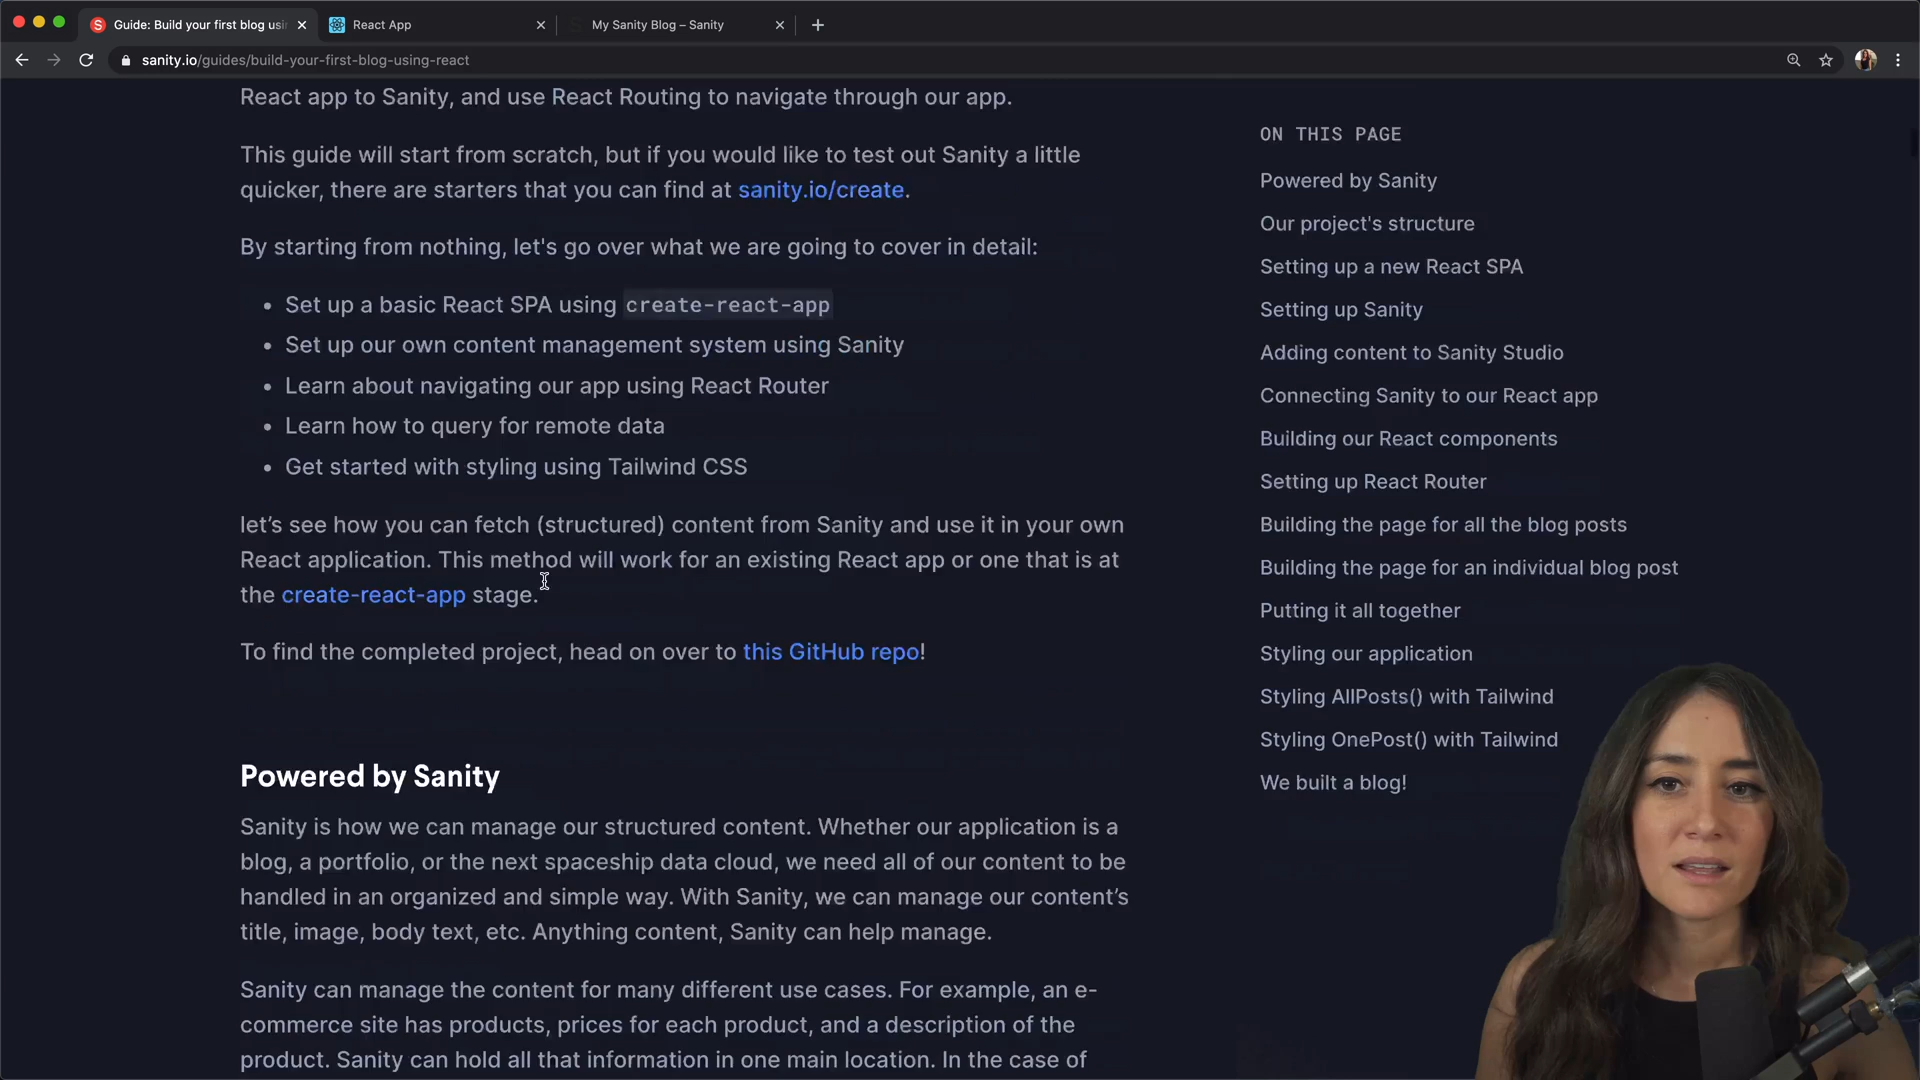 Guide: Build your first blog usin
React App
My Sanity Blog – Sanity
sanity.io/guides/build-your-first-blog-using-react
React app to Sanity, and use React Routing to navigate through our app.
This guide will start from scratch, but if you would like to test out Sanity a little
quicker, there are starters that you can find at sanity.io/create.
By starting from nothing, let's go over what we are going to cover in detail:
• Set up a basic React SPA using create-react-app
• Set up our own content management system using Sanity
• Learn about navigating our app using React Router
• Learn how to query for remote data
• Get started with styling using Tailwind CSS
let’s see how you can fetch (structured) content from Sanity and use it in your own
React application. This method will work for an existing React app or one that is at
the create-react-app stage.
To find the completed project, head on over to this GitHub repo!
Powered by Sanity
Sanity is how we can manage our structured content. Whether our application is a
blog, a portfolio, or the next spaceship data cloud, we need all of our content to be
handled in an organized and simple way. With Sanity, we can manage our content’s
title, image, body text, etc. Anything content, Sanity can help manage.
Sanity can manage the content for many different use cases. For example, an e-
commerce site has products, prices for each product, and a description of the
product. Sanity can hold all that information in one main location. In the case of
ON THIS PAGE
Powered by Sanity
Our project's structure
Setting up a new React SPA
Setting up Sanity
Adding content to Sanity Studio
Connecting Sanity to our React app
Building our React components
Setting up React Router
Building the page for all the blog posts
Building the page for an individual blog post
Putting it all together
Styling our application
Styling AllPosts() with Tailwind
Styling OnePost() with Tailwind
We built a blog!